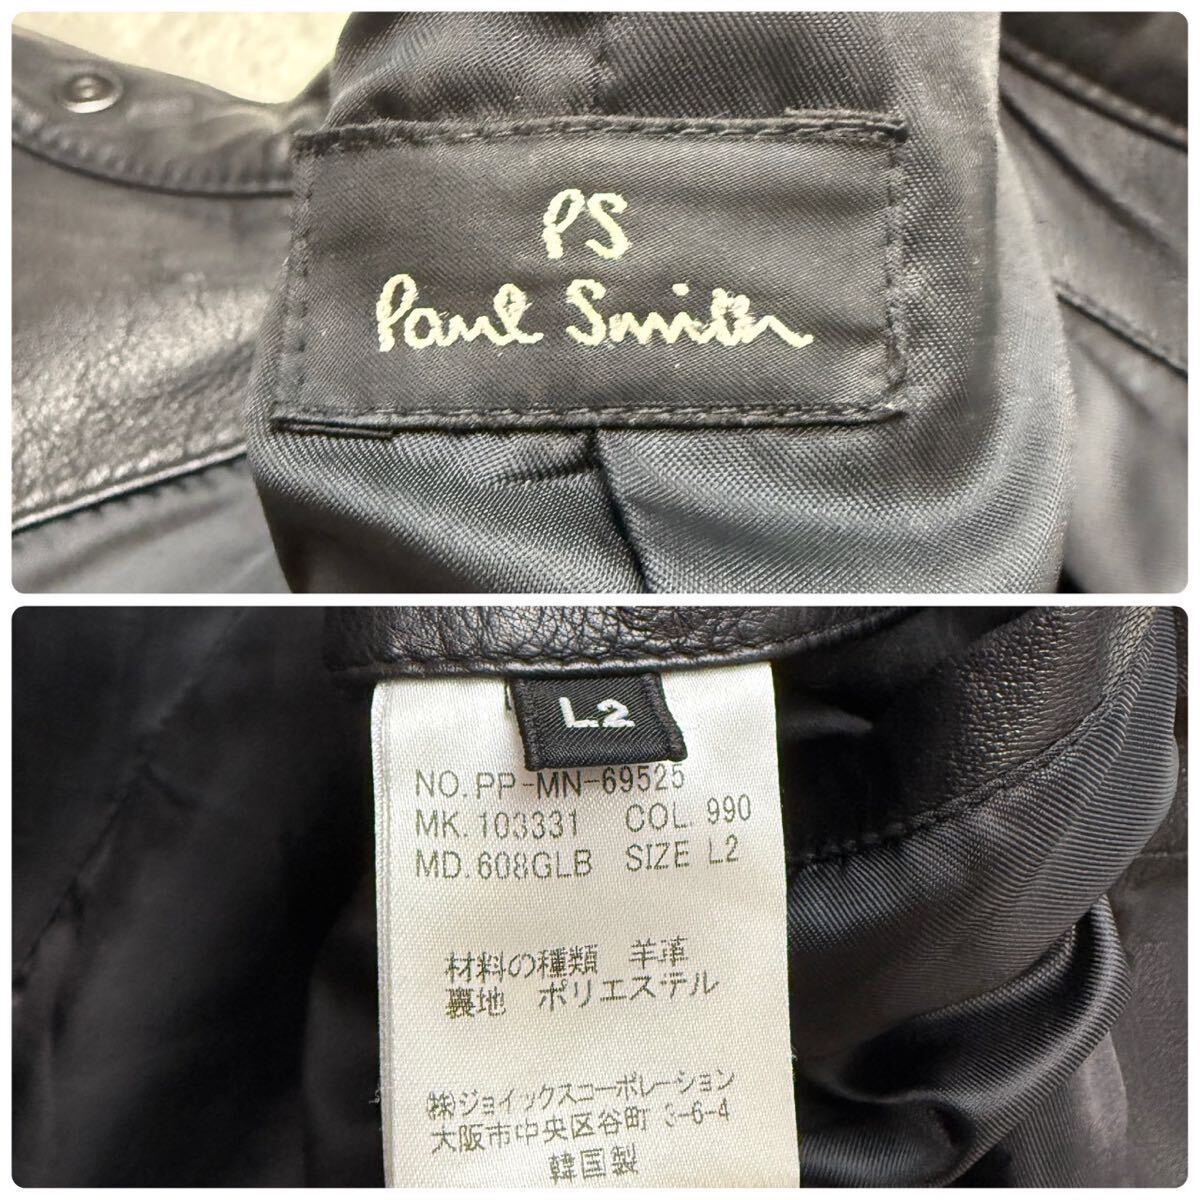 PS
Paul Smith
L2
NO.PP-MN-69525
MK.103331 COL.990
MD.608GLB SIZE L2
材料の種類 羊革
裏地 ポリエステル
㈱ジョイックスコーポレーション
大阪市中央区谷町 3-6-4
韓国製